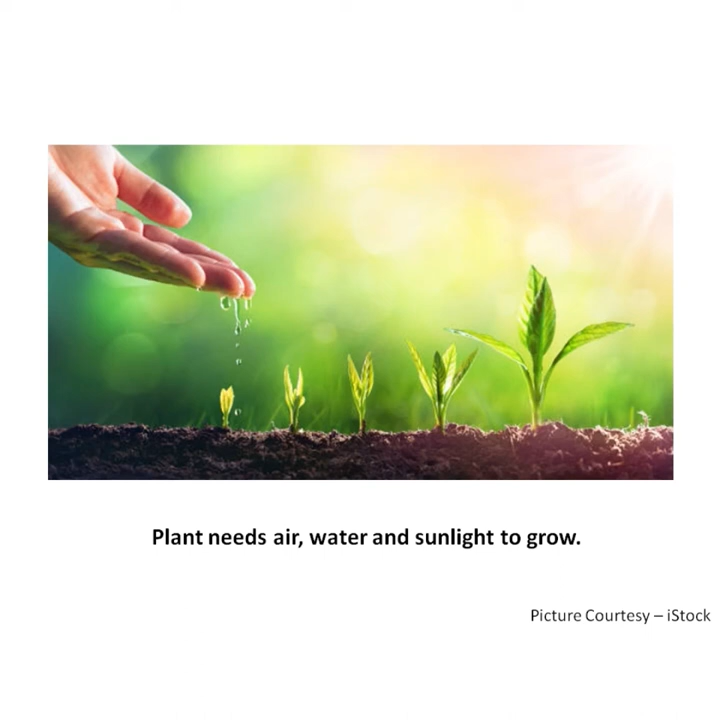 Plant needs air, water and sunlight to grow.
Picture Courtesy – iStock